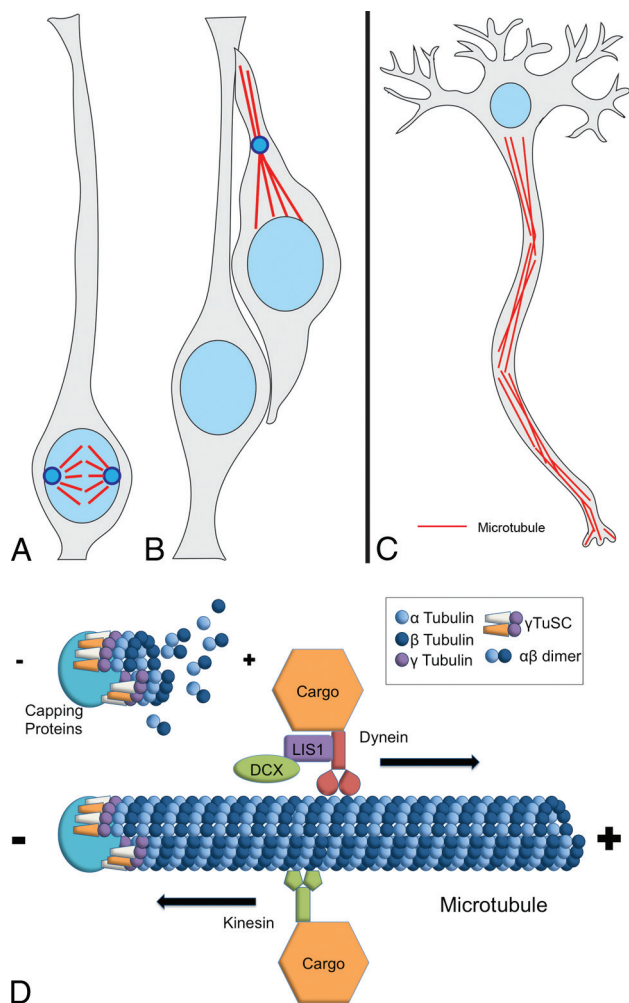 A
B
C
Microtubule
-
+
Capping
Proteins
α Tubulin
β Tubulin
γ Tubulin
γTuSC
αβ dimer
Cargo
LIS1
Dynein
DCX
-
+
Kinesin
Microtubule
Cargo
D